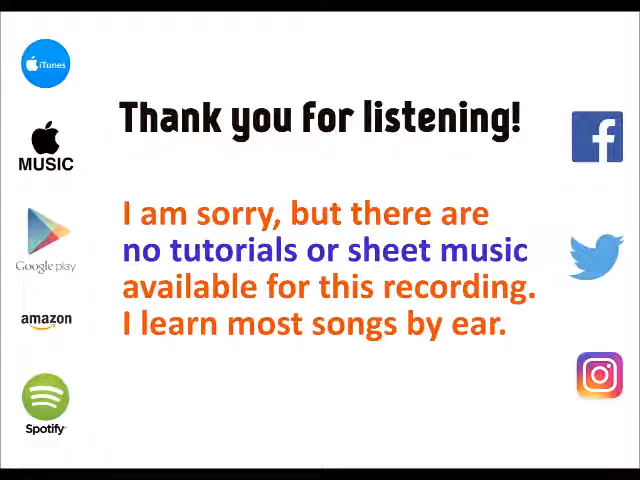 iTunes
Thank you for listening!
MUSIC
I am sorry, but there are
no tutorials or sheet music
Google play
available for this recording.
amazon
I learn most songs by ear.
Spotify